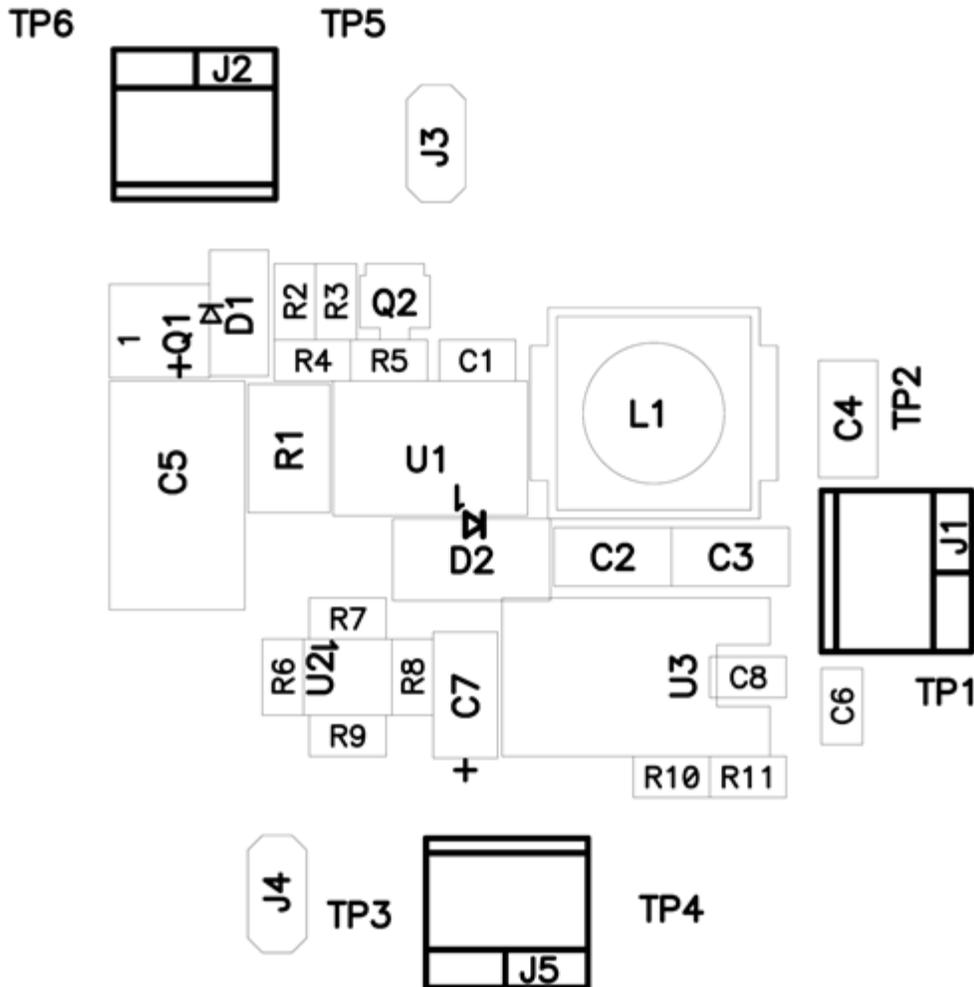 TP6
TP5
J2
J3
R2
R3
Q2
D1
1
Q1
+
R4
R5
C1
L1
C4
TP2
C5
R1
U1
1
J1
D2
C2
C3
R7
R6
U2
1
R8
C7
U3
C8
C6
TP1
R9
+
R10
R11
J4
TP3
TP4
J5